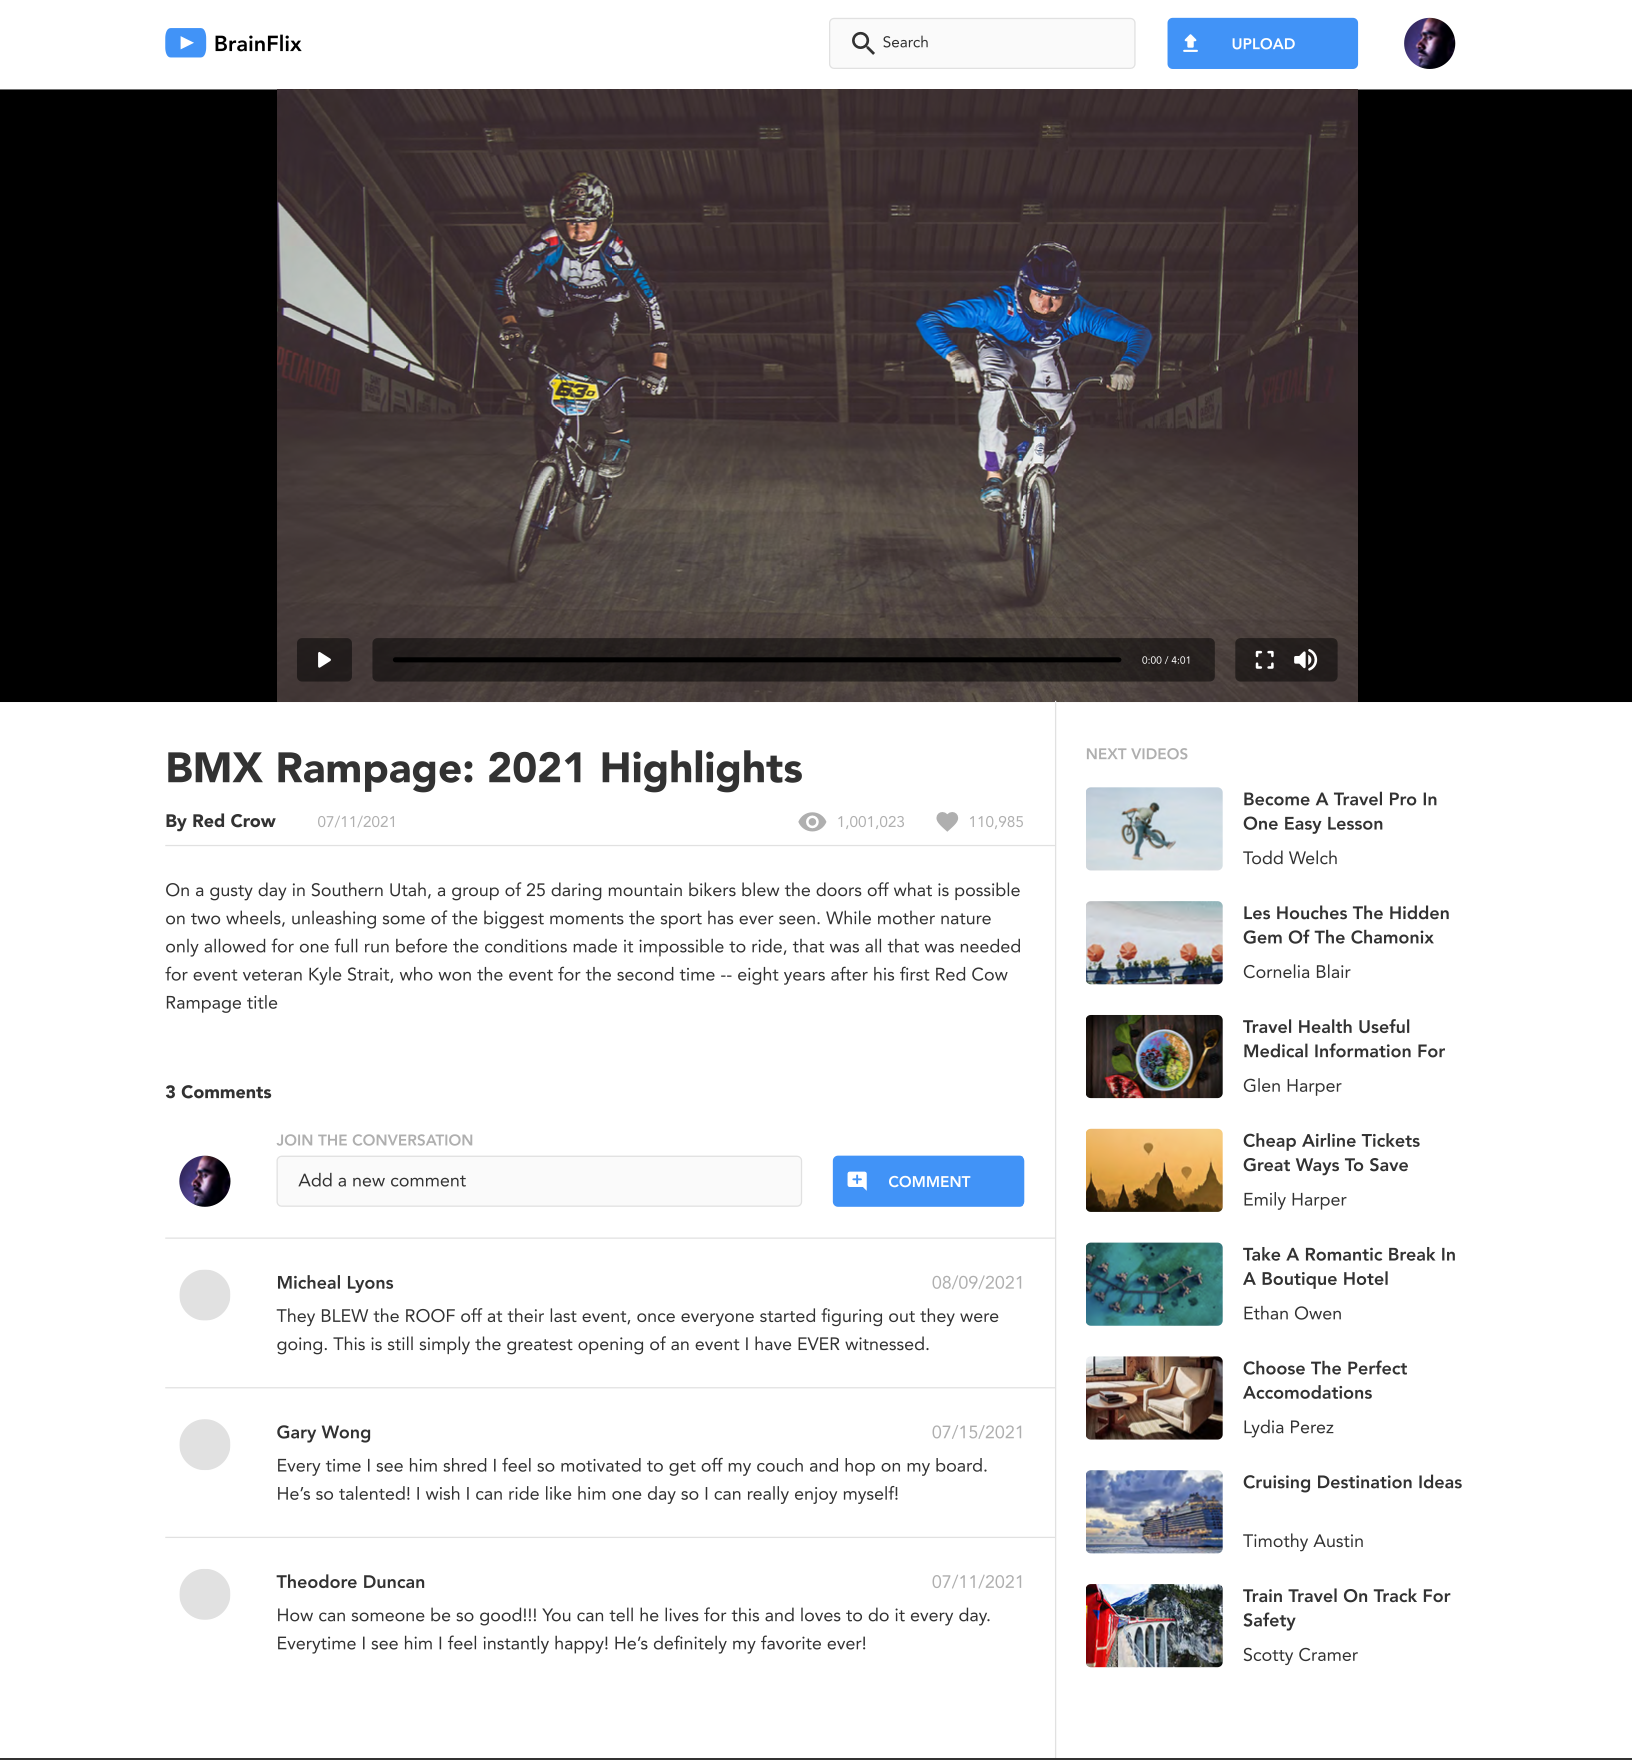 BrainFlix
Search
UPLOAD
SPECIALIZED
630
0:00 / 4:01
BMX Rampage: 2021 Highlights
By Red Crow
07/11/2021
1,001,023
110,985
On a gusty day in Southern Utah, a group of 25 daring mountain bikers blew the doors off what is possible
on two wheels, unleashing some of the biggest moments the sport has ever seen. While mother nature
only allowed for one full run before the conditions made it impossible to ride, that was all that was needed
for event veteran Kyle Strait, who won the event for the second time -- eight years after his first Red Cow
Rampage title
3 Comments
JOIN THE CONVERSATION
Add a new comment
COMMENT
Micheal Lyons
08/09/2021
They BLEW the ROOF off at their last event, once everyone started figuring out they were
going. This is still simply the greatest opening of an event I have EVER witnessed.
Gary Wong
07/15/2021
Every time I see him shred I feel so motivated to get off my couch and hop on my board.
He’s so talented! I wish I can ride like him one day so I can really enjoy myself!
Theodore Duncan
07/11/2021
How can someone be so good!!! You can tell he lives for this and loves to do it every day.
Everytime I see him I feel instantly happy! He’s definitely my favorite ever!
NEXT VIDEOS
Become A Travel Pro In
One Easy Lesson
Todd Welch
Les Houches The Hidden
Gem Of The Chamonix
Cornelia Blair
Travel Health Useful
Medical Information For
Glen Harper
Cheap Airline Tickets
Great Ways To Save
Emily Harper
Take A Romantic Break In
A Boutique Hotel
Ethan Owen
Choose The Perfect
Accomodations
Lydia Perez
Cruising Destination Ideas
Timothy Austin
Train Travel On Track For
Safety
Scotty Cramer